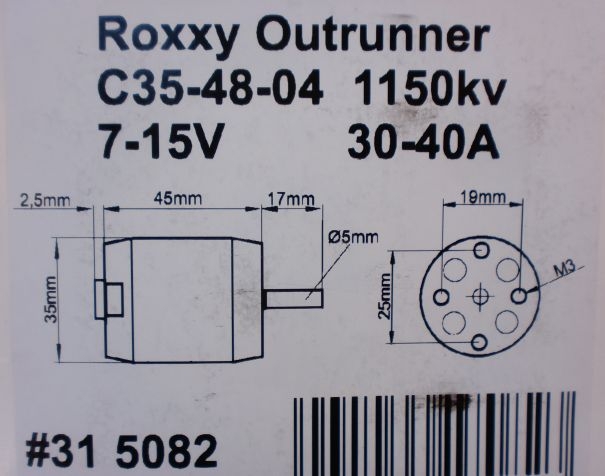 Roxxy Outrunner
C35-48-04 1150kv
7-15V 30-40A
2,5mm 45mm 17mm 19mm
Ø5mm
35mm
25mm
M3
#31 5082